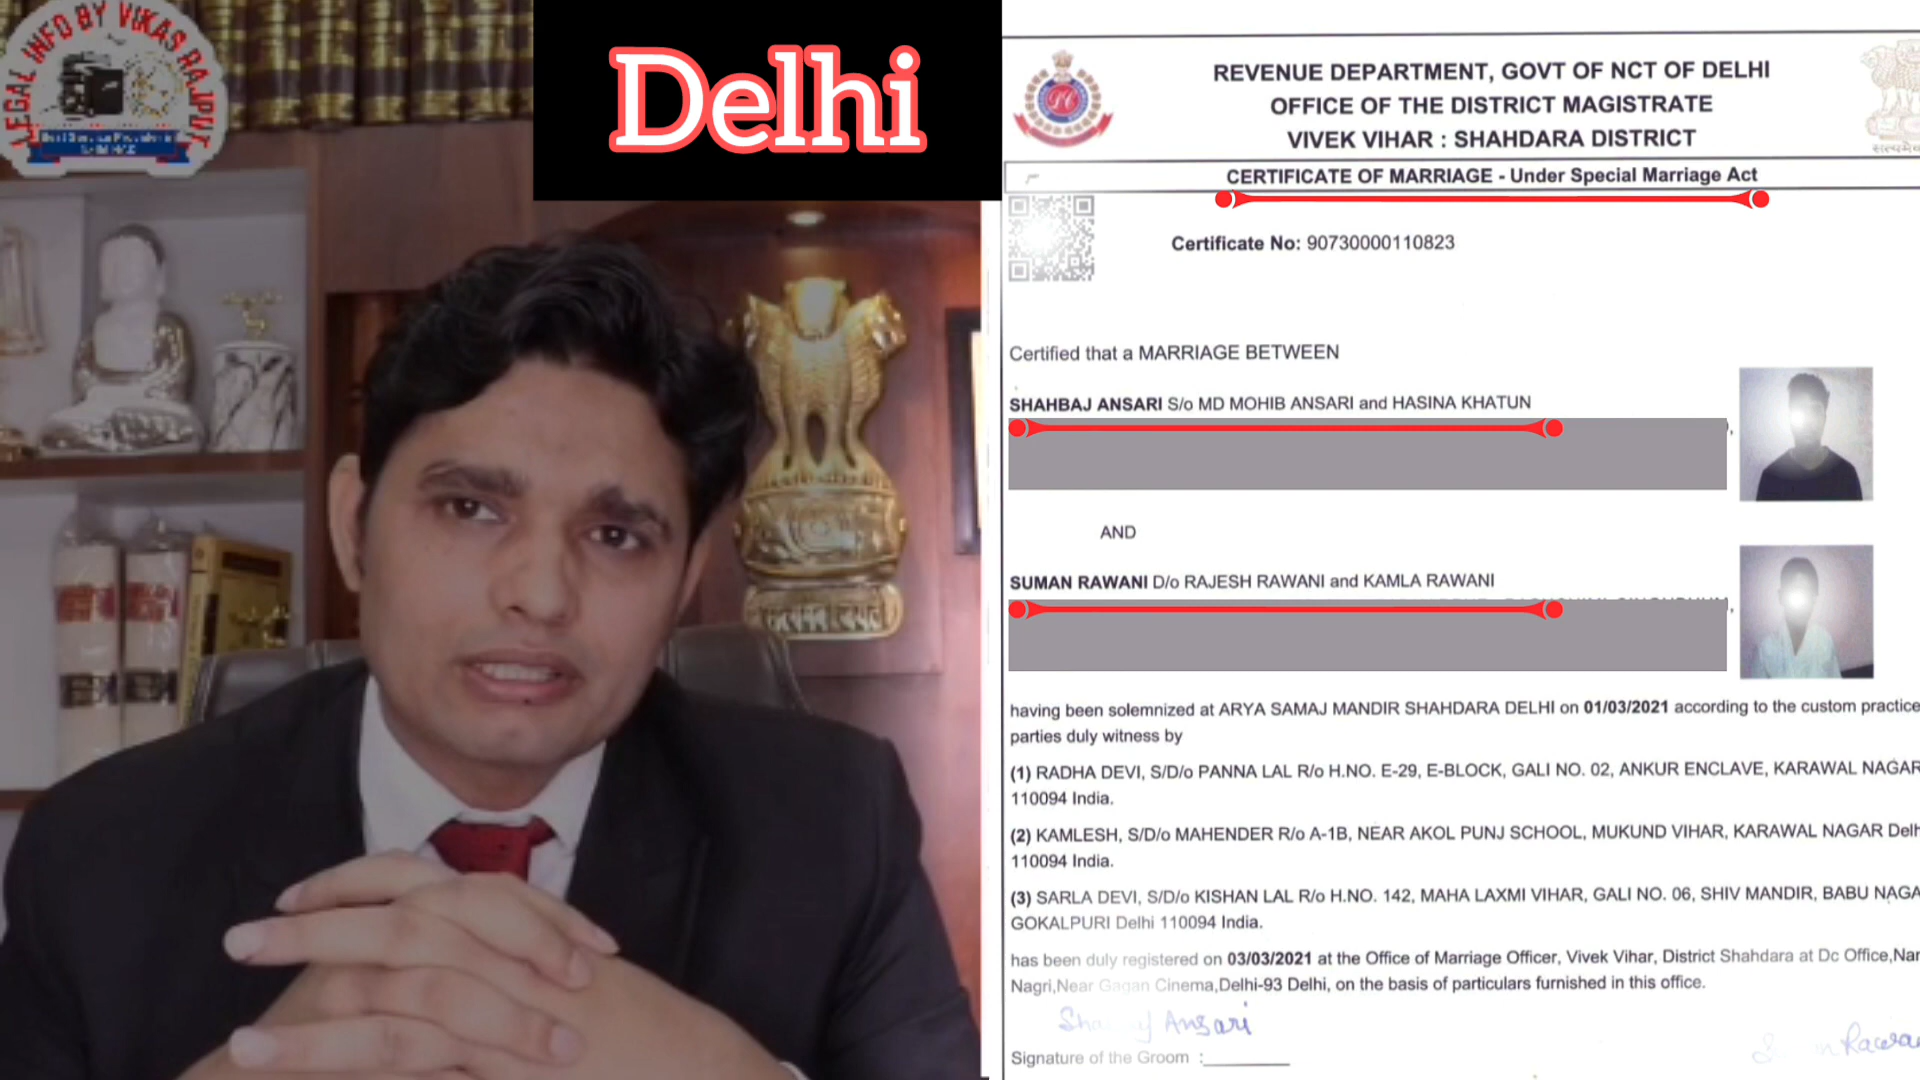 LEGAL INFO BY VIKAS RAJPUT
Delhi
REVENUE DEPARTMENT, GOVT OF NCT OF DELHI
OFFICE OF THE DISTRICT MAGISTRATE
VIVEK VIHAR : SHAHDARA DISTRICT
CERTIFICATE OF MARRIAGE - Under Special Marriage Act
Certificate No: 90730000110823
Certified that a MARRIAGE BETWEEN
SHAHBAJ ANSARI S/o MD MOHIB ANSARI and HASINA KHATUN
AND
SUMAN RAWANI D/o RAJESH RAWANI and KAMLA RAWANI
having been solemnized at ARYA SAMAJ MANDIR SHAHDARA DELHI on 01/03/2021 according to the custom practice
parties duly witness by
(1) RADHA DEVI, S/D/o PANNA LAL R/o H.NO. E-29, E-BLOCK, GALI NO. 02, ANKUR ENCLAVE, KARAWAL NAGAR
110094 India.
(2) KAMLESH, S/D/o MAHENDER R/o A-1B, NEAR AKOL PUNJ SCHOOL, MUKUND VIHAR, KARAWAL NAGAR Delh
110094 India.
(3) SARLA DEVI, S/D/o KISHAN LAL R/o H.NO. 142, MAHA LAXMI VIHAR, GALI NO. 06, SHIV MANDIR, BABU NAGA
GOKALPURI Delhi 110094 India.
has been duly registered on 03/03/2021 at the Office of Marriage Officer, Vivek Vihar, District Shahdara at Dc Office,Nan
Nagri,Near Gagan Cinema,Delhi-93 Delhi, on the basis of particulars furnished in this office.
Ansari
Signature of the Groom :